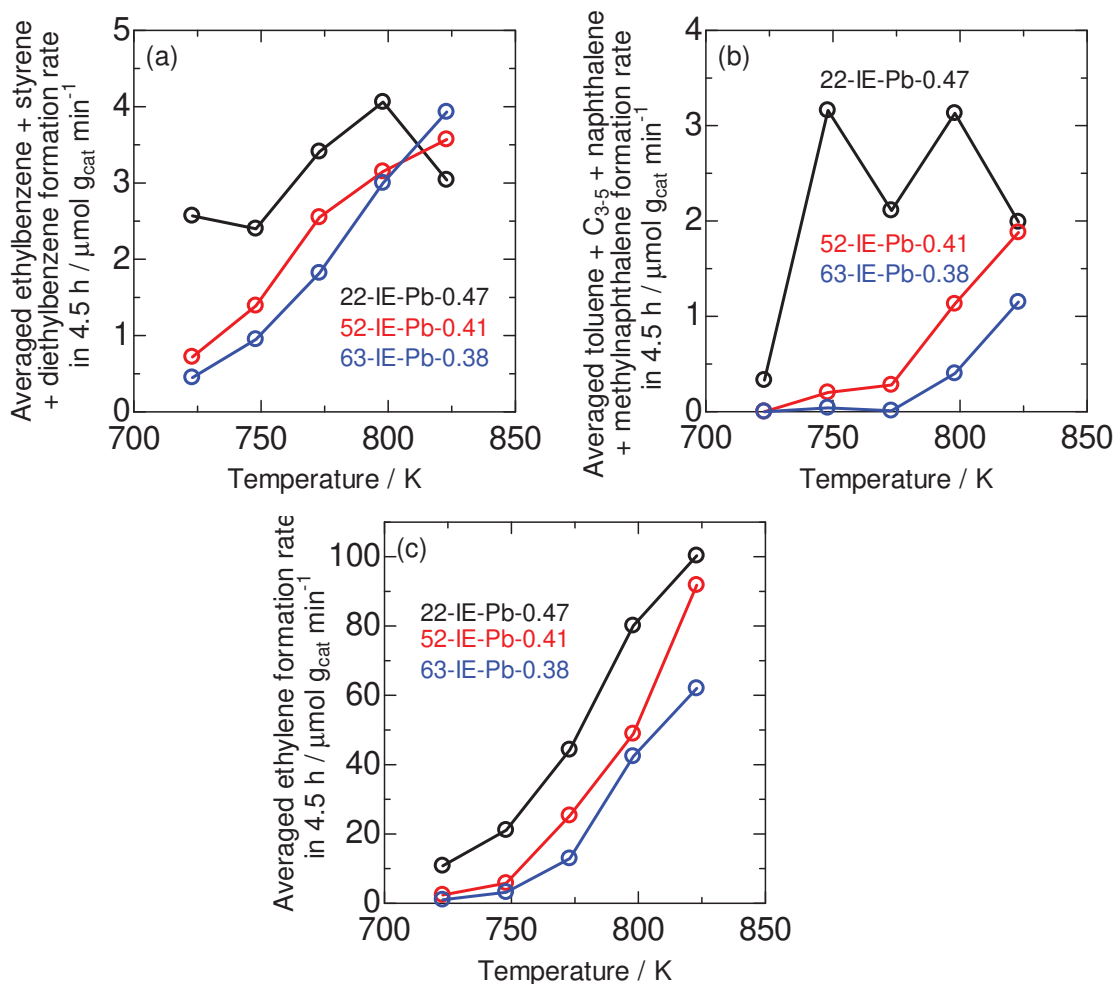 (a)
Averaged ethylbenzene + styrene
+ diethylbenzene formation rate
in 4.5 h / μmol g_cat min⁻¹
5
4
3
2
1
0
22-IE-Pb-0.47
52-IE-Pb-0.41
63-IE-Pb-0.38
700 750 800 850
Temperature / K
(b)
Averaged toluene + C₃₋₅ + naphthalene
+ methylnaphthalene formation rate
in 4.5 h / μmol g_cat min⁻¹
4
3
2
1
0
22-IE-Pb-0.47
52-IE-Pb-0.41
63-IE-Pb-0.38
700 750 800 850
Temperature / K
(c)
Averaged ethylene formation rate
in 4.5 h / μmol g_cat min⁻¹
100
80
60
40
20
0
22-IE-Pb-0.47
52-IE-Pb-0.41
63-IE-Pb-0.38
700 750 800 850
Temperature / K